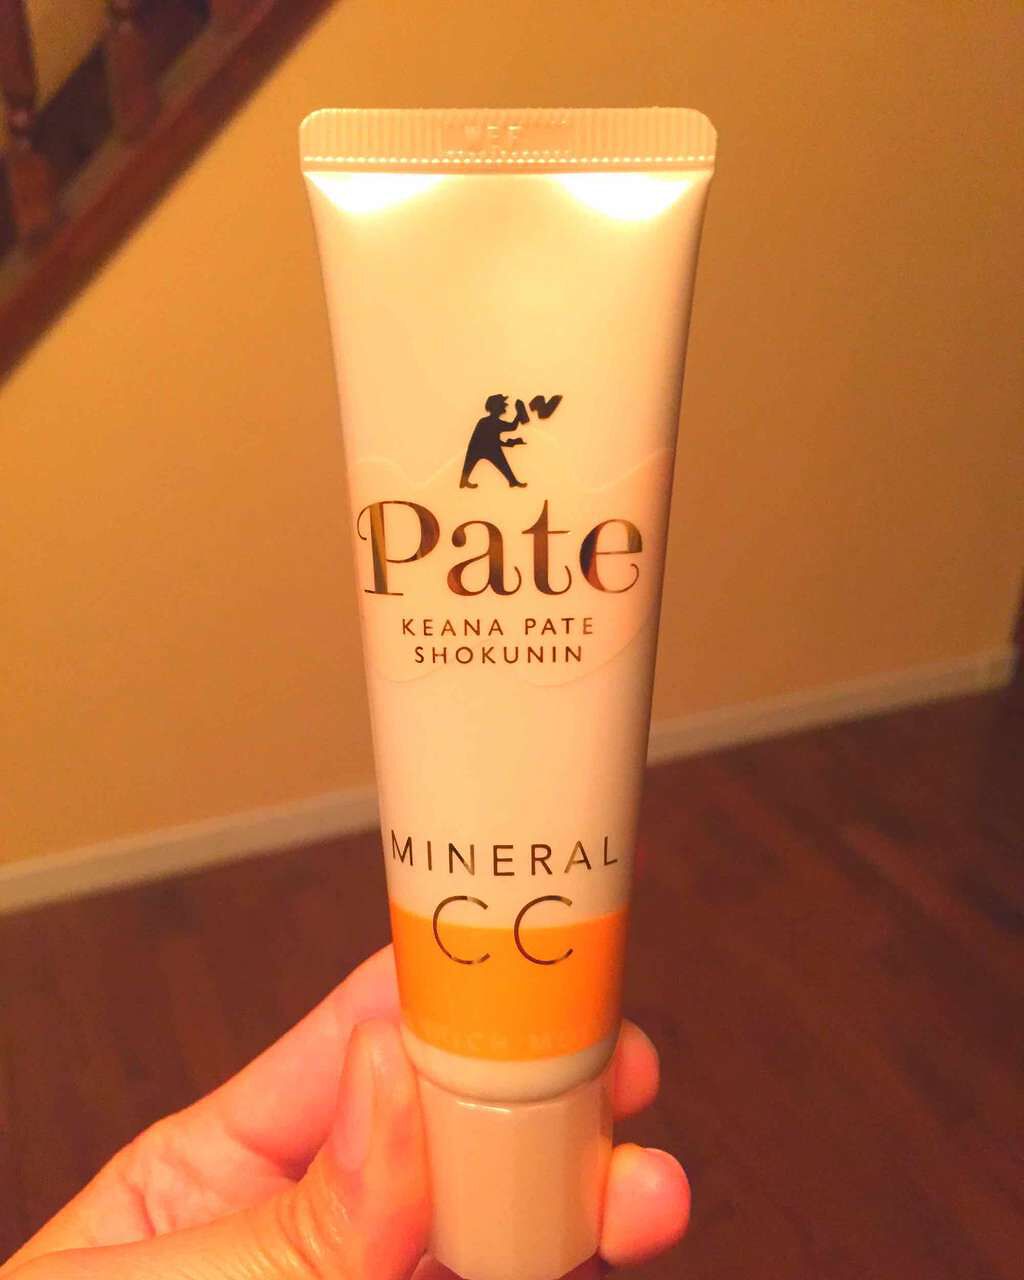 Pate
KEANA PATE
SHOKUNIN
MINERAL
CC